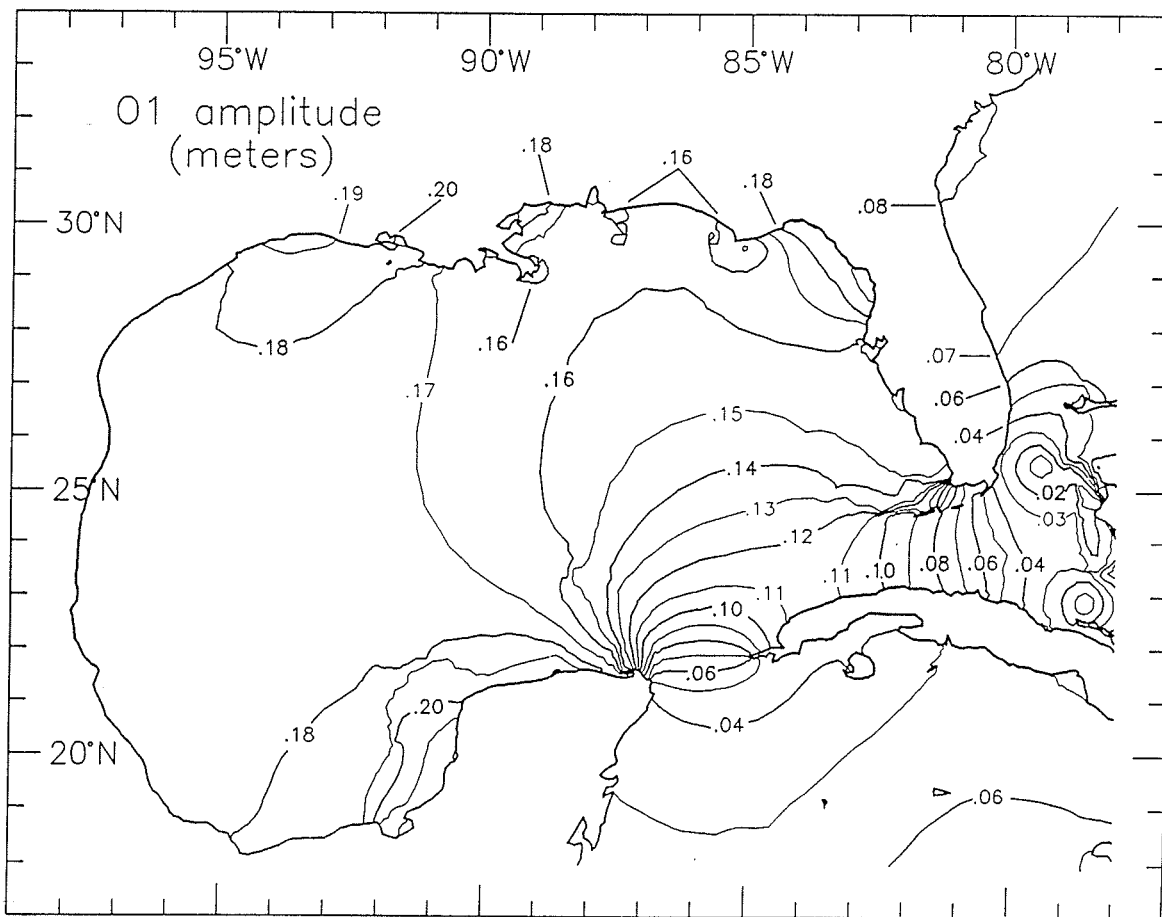 95°W 90°W 85°W 80°W
O1 amplitude
(meters)
.18 .16
.20 .18
.19
30°N .08
.16
.18 .07
.17 .16 .06
.15 .04
.14
25°N .02
.13 .03
.12
.11 .10 .08 .06 .04
.11
.10
.06
.20 .04
.18
20°N
.06